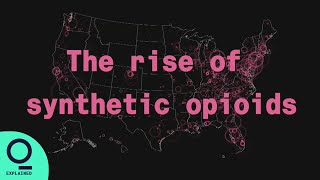 The rise of
synthetic opioids
EXPLAINED